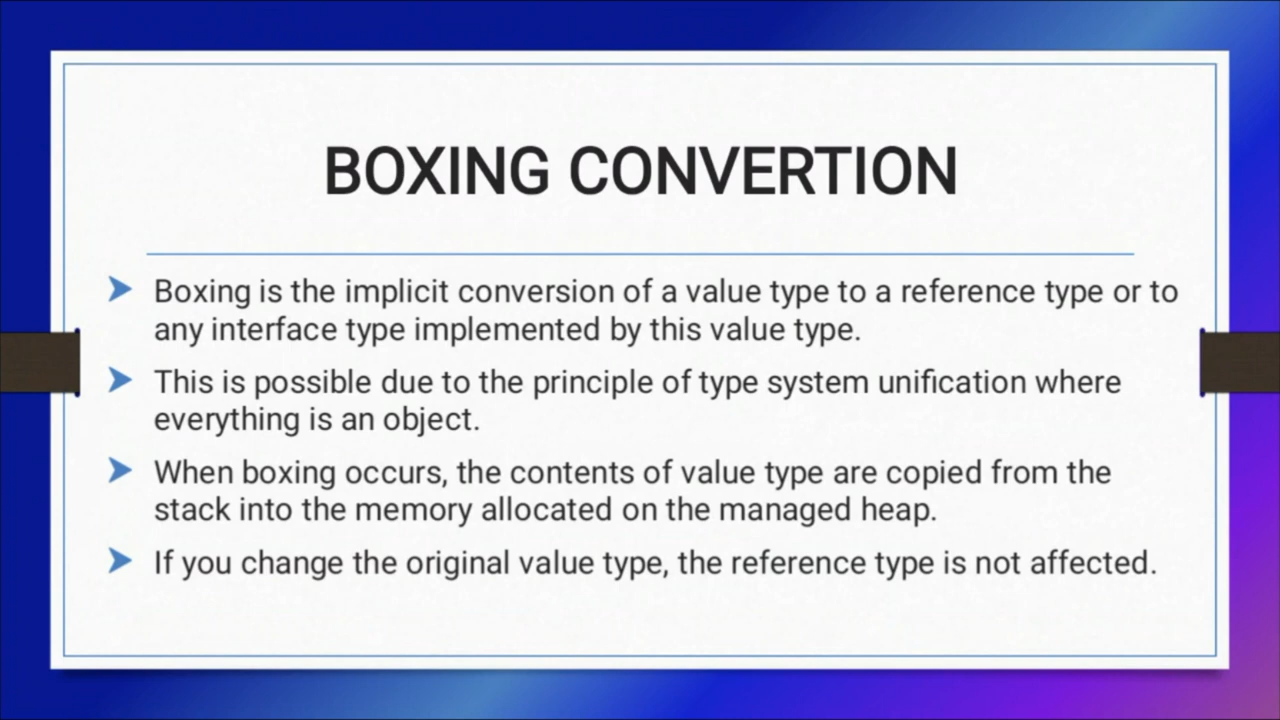 BOXING CONVERTION
Boxing is the implicit conversion of a value type to a reference type or to
any interface type implemented by this value type.
This is possible due to the principle of type system unification where
everything is an object.
When boxing occurs, the contents of value type are copied from the
stack into the memory allocated on the managed heap.
If you change the original value type, the reference type is not affected.